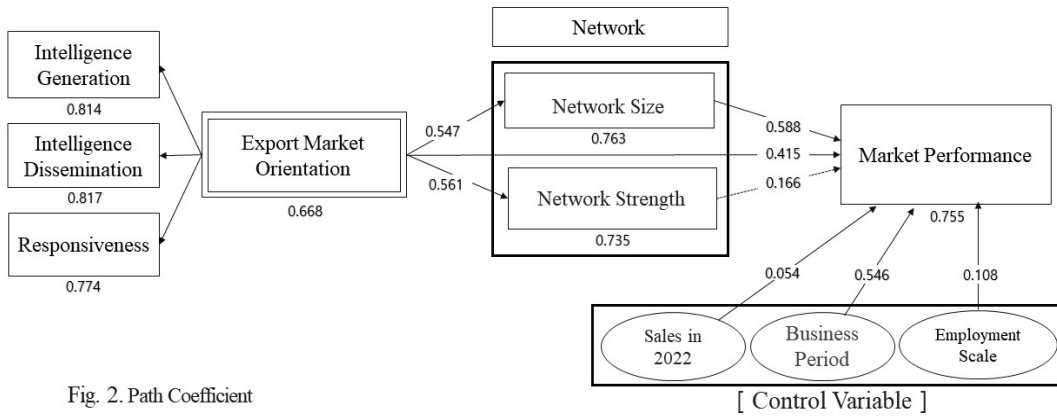 Network
Intelligence
Generation
0.814
Intelligence
Dissemination
0.817
Responsiveness
0.774
Export Market
Orientation
0.668
0.547
0.561
Network Size
0.763
Network Strength
0.735
0.588
0.415
0.166
Market Performance
0.755
0.054
0.546
0.108
Sales in
2022
Business
Period
Employment
Scale
[ Control Variable ]
Fig. 2. Path Coefficient